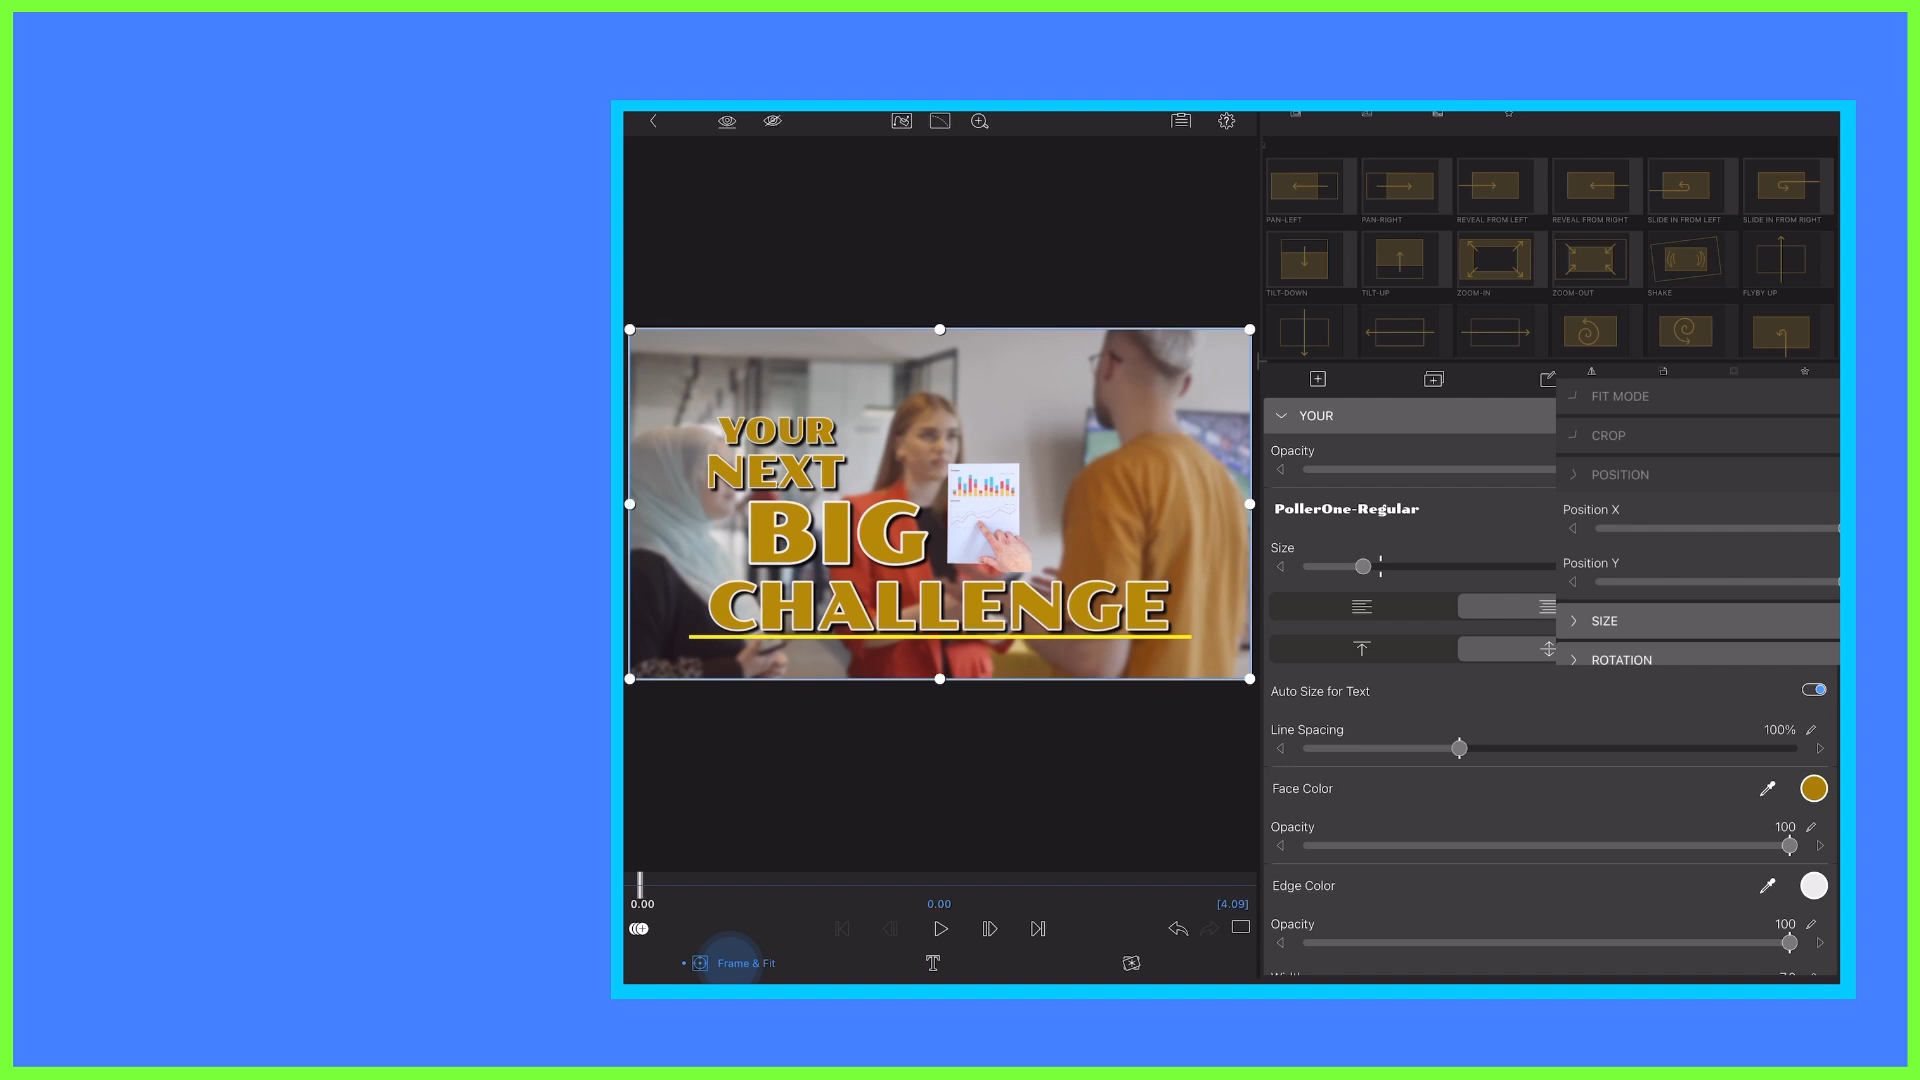 PAN-LEFT
PAN-RIGHT
REVEAL FROM LEFT
REVEAL FROM RIGHT
SLIDE IN FROM LEFT
SLIDE IN FROM RIGHT
TILT-DOWN
TILT-UP
ZOOM-IN
ZOOM-OUT
SHAKE
FLYBY UP
YOUR
NEXT
BIG
CHALLENGE
YOUR
Opacity
PollerOne-Regular
Size
FIT MODE
CROP
POSITION
Position X
Position Y
SIZE
ROTATION
Auto Size for Text
Line Spacing
100%
Face Color
Opacity
100
Edge Color
Opacity
100
0.00
0.00
[4.09]
Frame & Fit